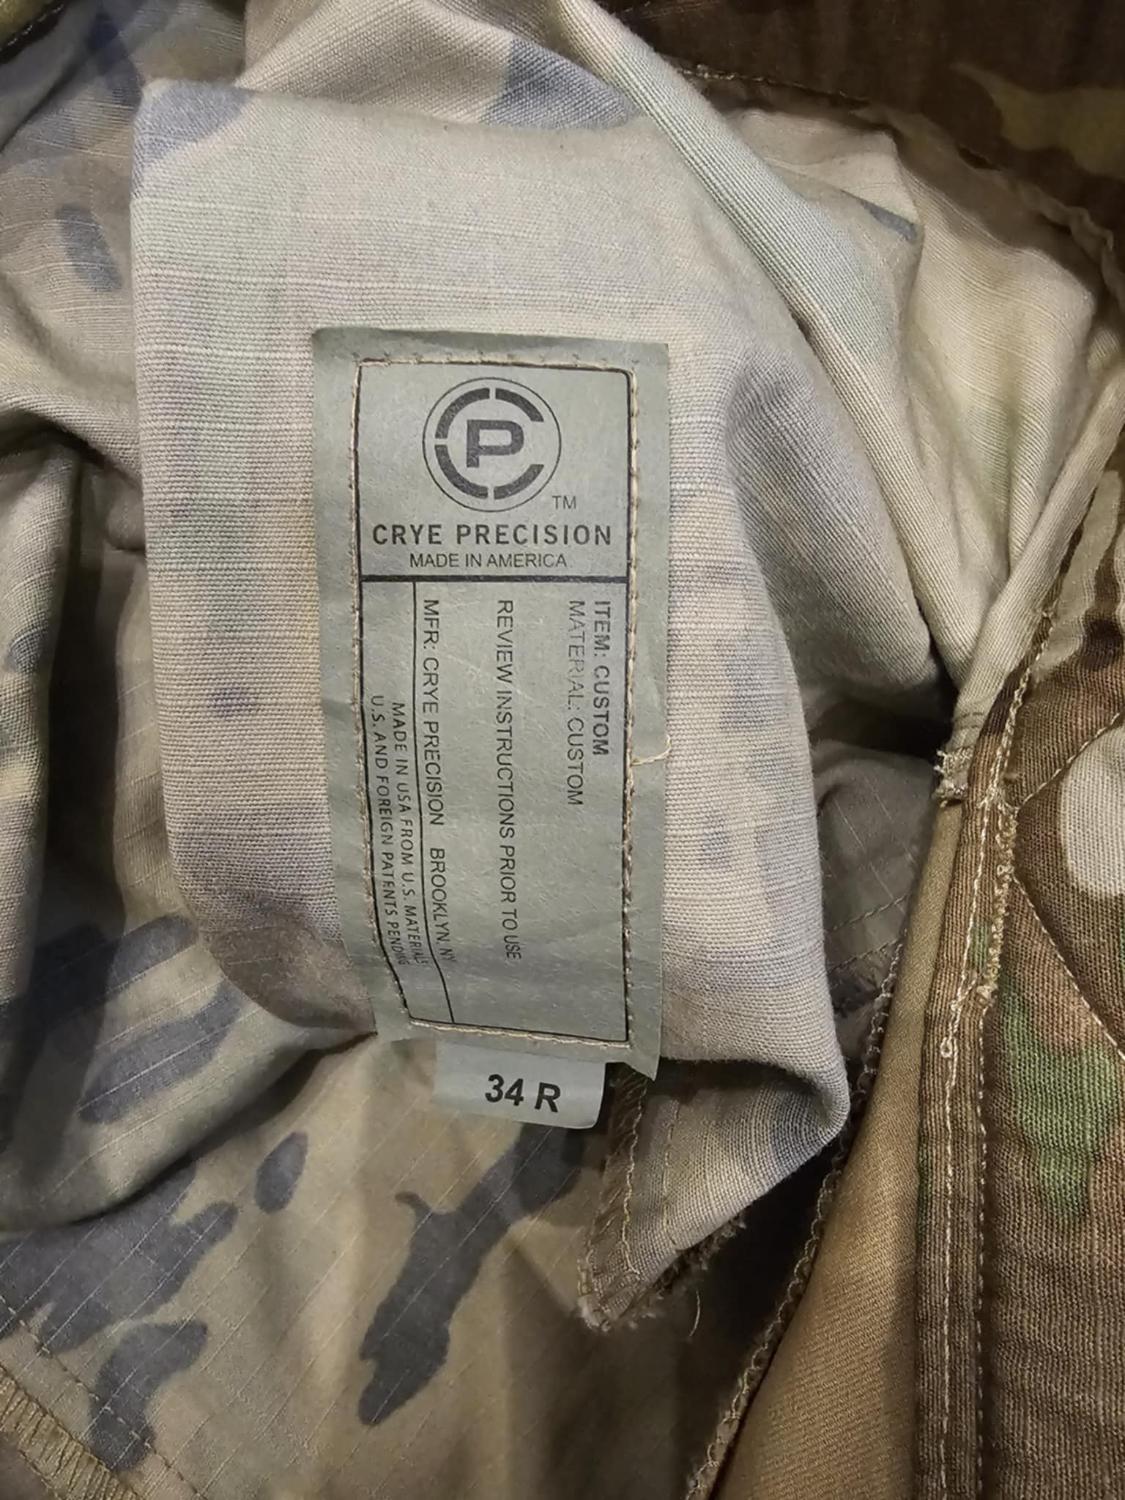 CP
TM
CRYE PRECISION
MADE IN AMERICA
ITEM: CUSTOM
MATERIAL: CUSTOM
REVIEW INSTRUCTIONS PRIOR TO USE
MFR: CRYE PRECISION BROOKLYN, NY
MADE IN USA FROM U.S. MATERIALS
U.S. AND FOREIGN PATENTS PENDING
34 R